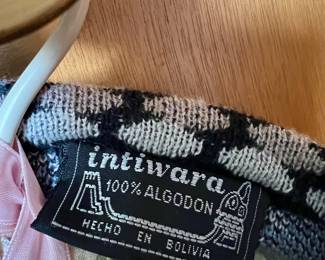 intiwara
100% ALGODON
HECHO EN BOLIVIA